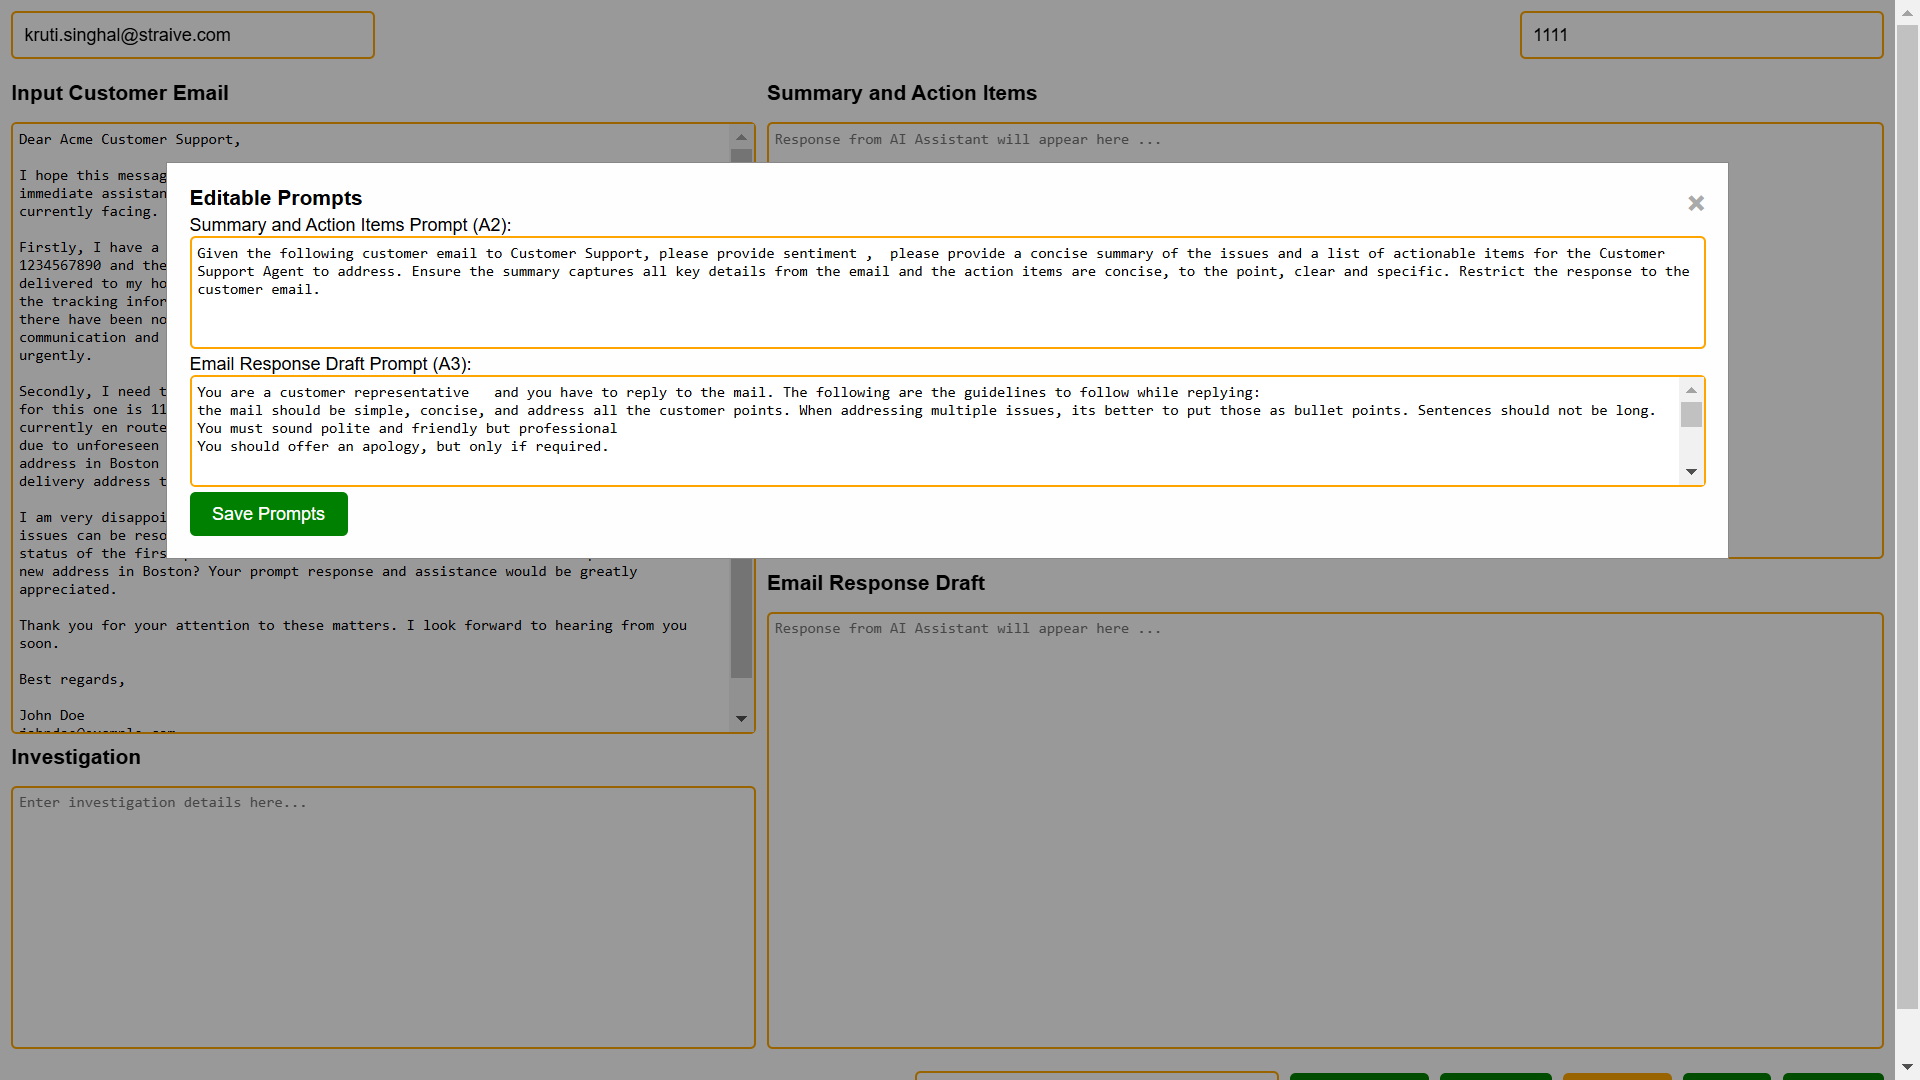 kruti.singhal@straive.com
1111
Input Customer Email
Summary and Action Items
Dear Acme Customer Support,
Response from AI Assistant will appear here ...
I hope this messag
immediate assistan
currently facing.
Firstly, I have a
1234567890 and the
delivered to my ho
the tracking infor
there have been no
communication and
urgently.
Secondly, I need t
for this one is 11
currently en route
due to unforeseen
address in Boston
delivery address t
I am very disappoi
issues can be reso
status of the firs
new address in Boston? Your prompt response and assistance would be greatly
appreciated.
Thank you for your attention to these matters. I look forward to hearing from you
soon.
Best regards,
John Doe
Editable Prompts
×
Summary and Action Items Prompt (A2):
Given the following customer email to Customer Support, please provide sentiment ,  please provide a concise summary of the issues and a list of actionable items for the Customer
Support Agent to address. Ensure the summary captures all key details from the email and the action items are concise, to the point, clear and specific. Restrict the response to the
customer email.
Email Response Draft Prompt (A3):
You are a customer representative   and you have to reply to the mail. The following are the guidelines to follow while replying:
the mail should be simple, concise, and address all the customer points. When addressing multiple issues, its better to put those as bullet points. Sentences should not be long.
You must sound polite and friendly but professional
You should offer an apology, but only if required.
Save Prompts
Email Response Draft
Response from AI Assistant will appear here ...
Investigation
Enter investigation details here...